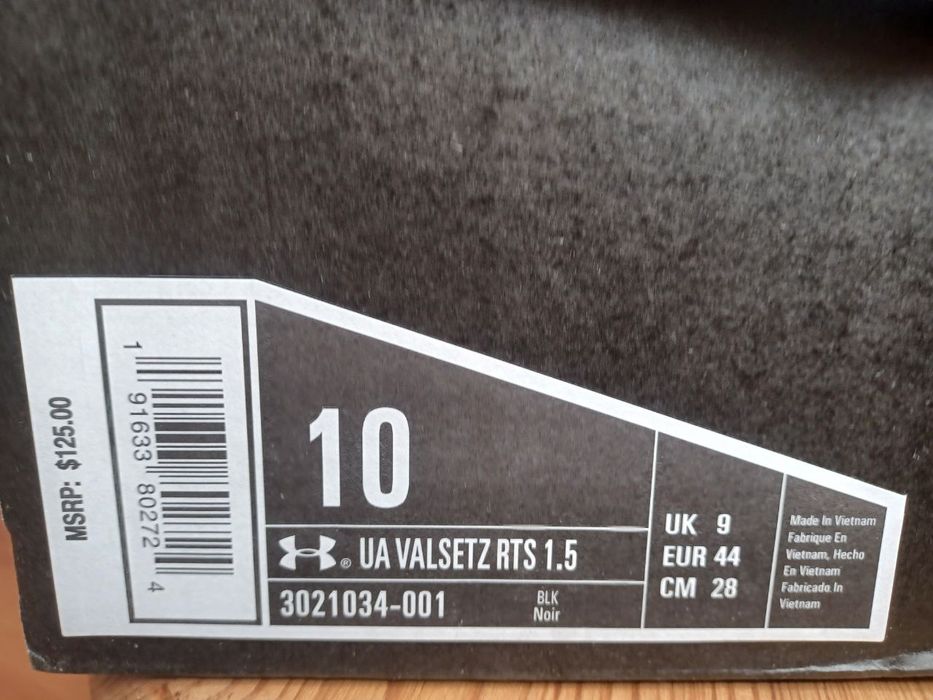 MSRP: $125.00
1 91633 80272 4
10
® UA VALSETZ RTS 1.5
3021034-001
BLK
Noir
UK 9
EUR 44
CM 28
Made In Vietnam
Fabrique En
Vietnam, Hecho
En Vietnam
Fabricado In
Vietnam